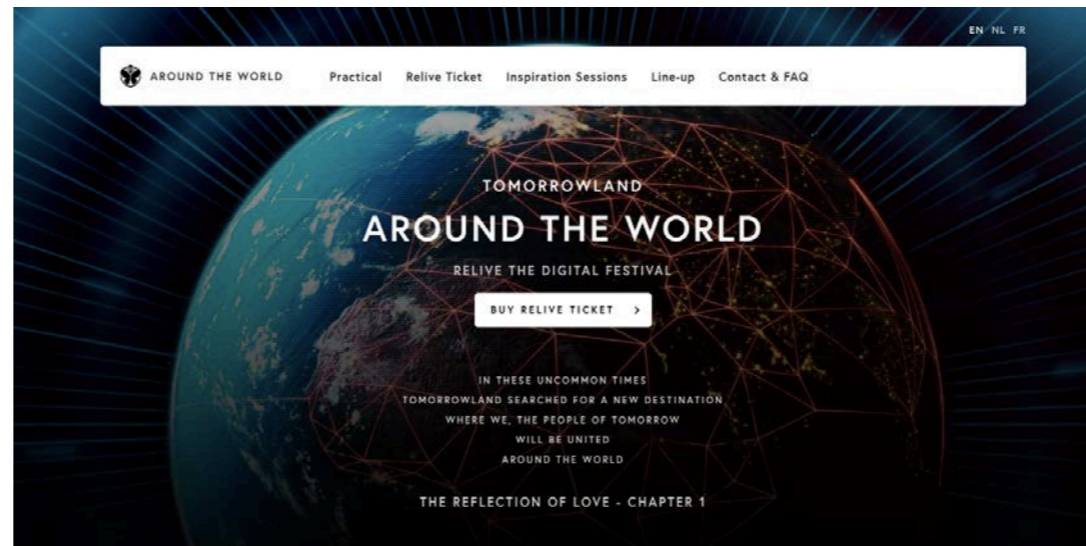 EN NL FR
AROUND THE WORLD Practical Relive Ticket Inspiration Sessions Line-up Contact & FAQ
TOMORROWLAND
AROUND THE WORLD
RELIVE THE DIGITAL FESTIVAL
BUY RELIVE TICKET >
IN THESE UNCOMMON TIMES
TOMORROWLAND SEARCHED FOR A NEW DESTINATION
WHERE WE, THE PEOPLE OF TOMORROW
WILL BE UNITED
AROUND THE WORLD
THE REFLECTION OF LOVE - CHAPTER 1